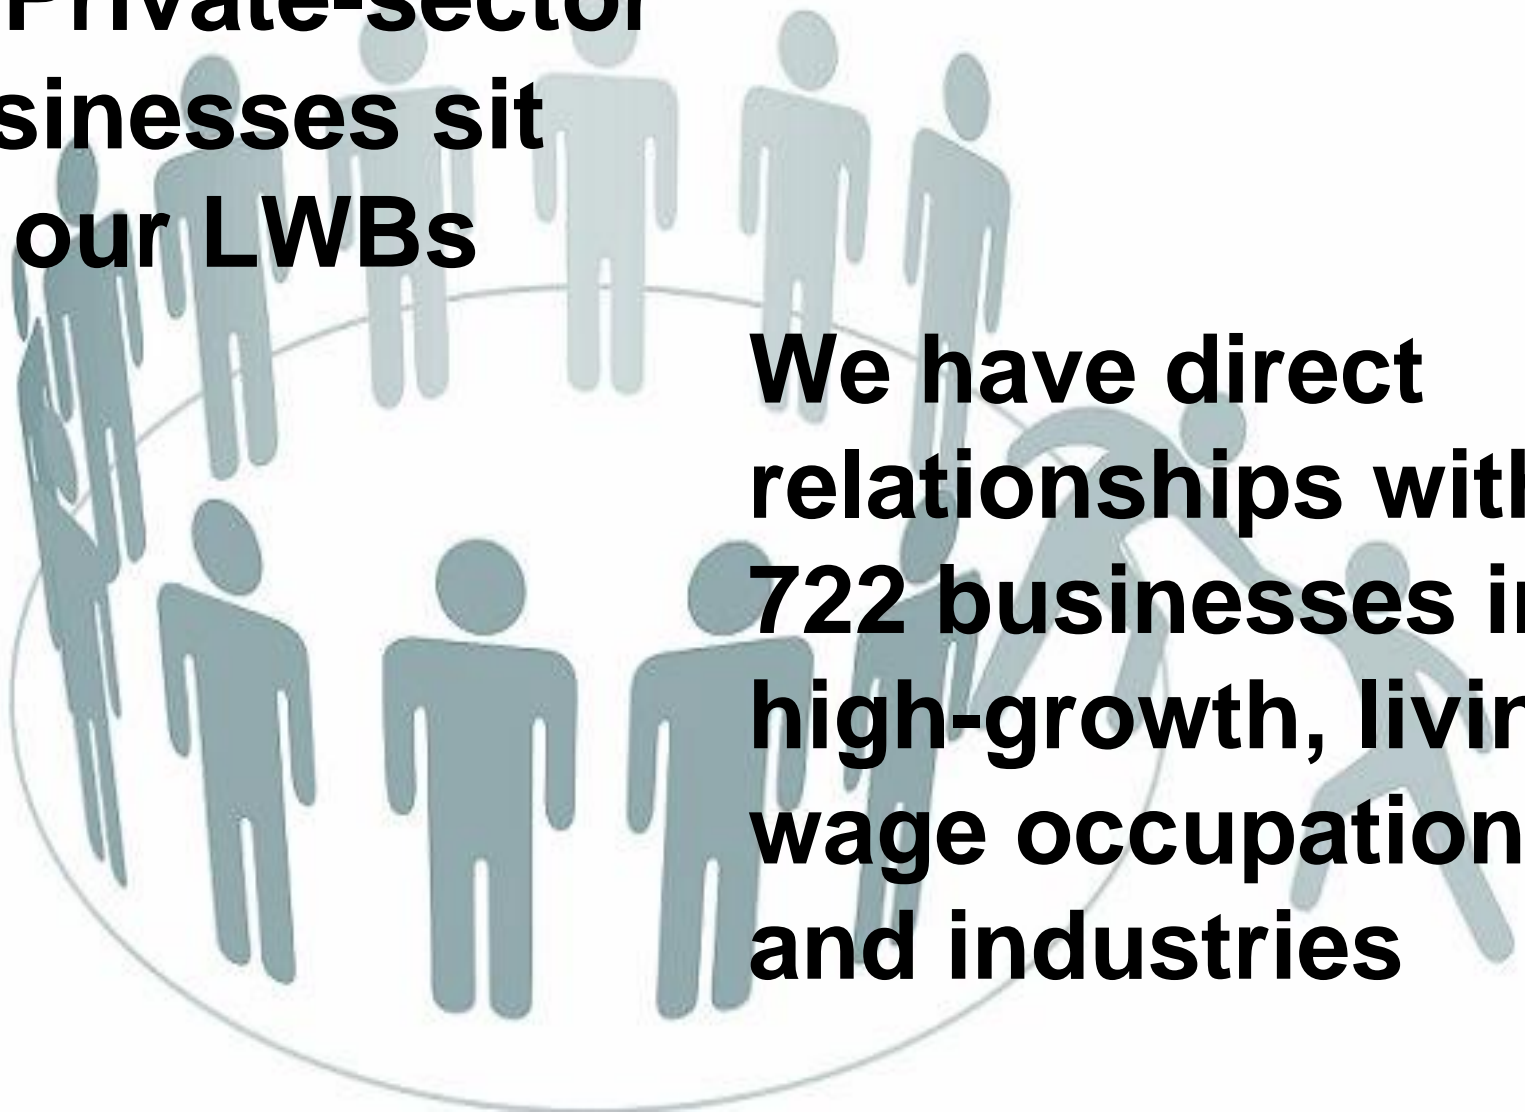 Private-sector
sinesses sit
our LWBs
We have direct
relationships with
722 businesses in
high-growth, livin
wage occupation
and industries